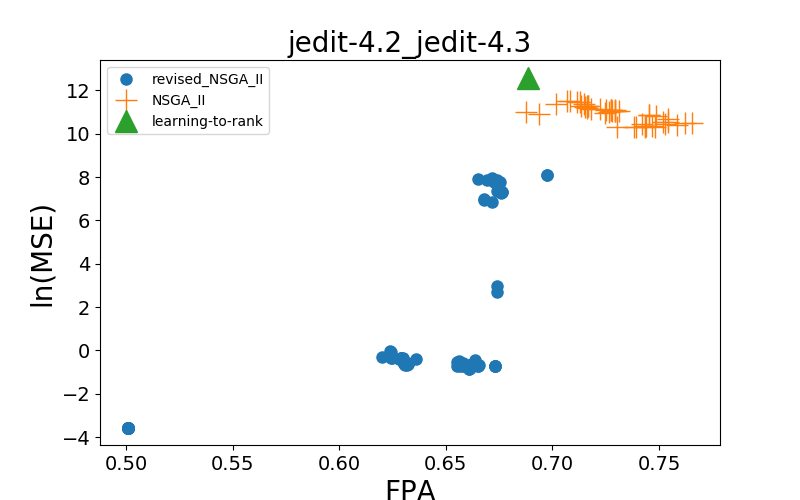 jedit-4.2_jedit-4.3
revised_NSGA_II
NSGA_II
learning-to-rank
ln(MSE)
12
10
8
6
4
2
0
−2
−4
0.50 0.55 0.60 0.65 0.70 0.75
FPA